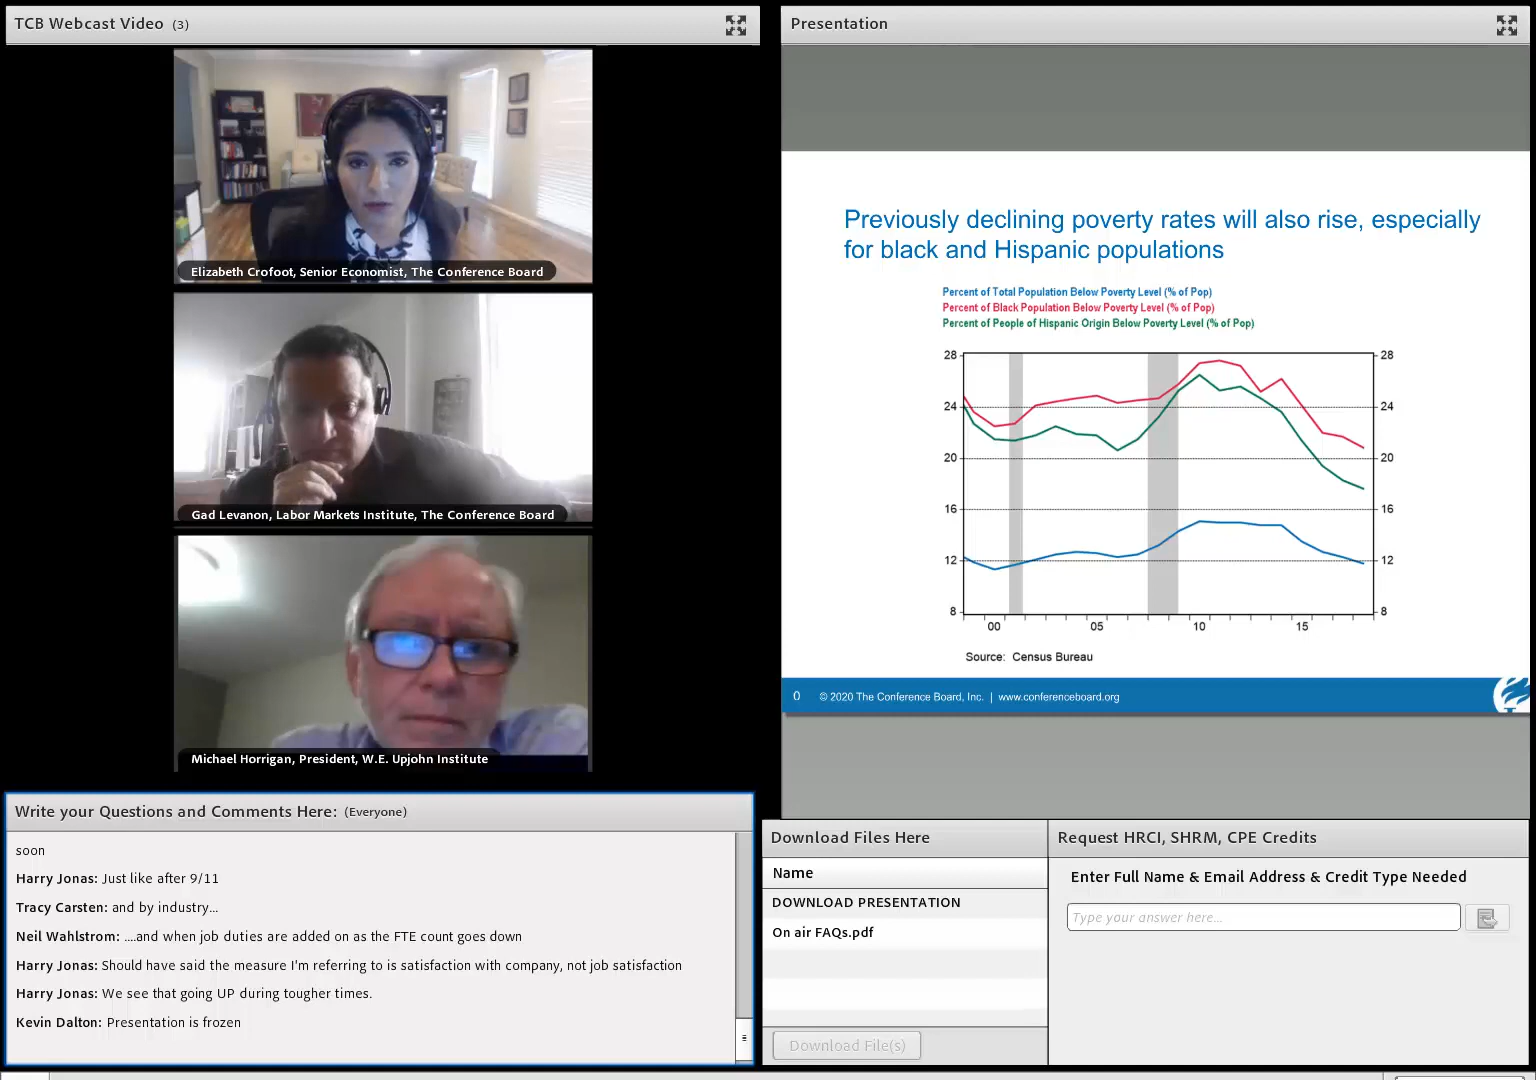 TCB Webcast Video (3)
Elizabeth Crofoot, Senior Economist, The Conference Board
Gad Levanon, Labor Markets Institute, The Conference Board
Michael Horrigan, President, W.E. Upjohn Institute
Presentation
Previously declining poverty rates will also rise, especially
for black and Hispanic populations
Percent of Total Population Below Poverty Level (% of Pop)
Percent of Black Population Below Poverty Level (% of Pop)
Percent of People of Hispanic Origin Below Poverty Level (% of Pop)
28 28
24 24
20 20
16 16
12 12
8 8
00 05 10 15
Source: Census Bureau
0 © 2020 The Conference Board, Inc. | www.conferenceboard.org
Write your Questions and Comments Here: (Everyone)
soon
Harry Jonas: Just like after 9/11
Tracy Carsten: and by industry...
Neil Wahlstrom: ....and when job duties are added on as the FTE count goes down
Harry Jonas: Should have said the measure I'm referring to is satisfaction with company, not job satisfaction
Harry Jonas: We see that going UP during tougher times.
Kevin Dalton: Presentation is frozen
Download Files Here
Name
DOWNLOAD PRESENTATION
On air FAQs.pdf
Download File(s)
Request HRCI, SHRM, CPE Credits
Enter Full Name & Email Address & Credit Type Needed
Type your answer here...